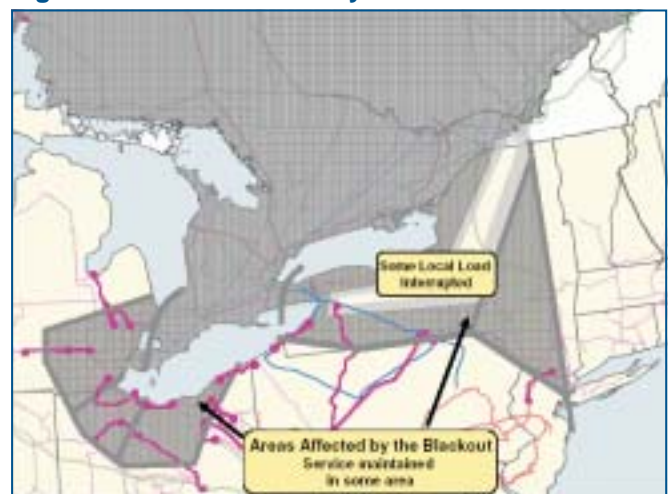 Some Local Load
Interrupted
Areas Affected by the Blackout
Service maintained
in some area